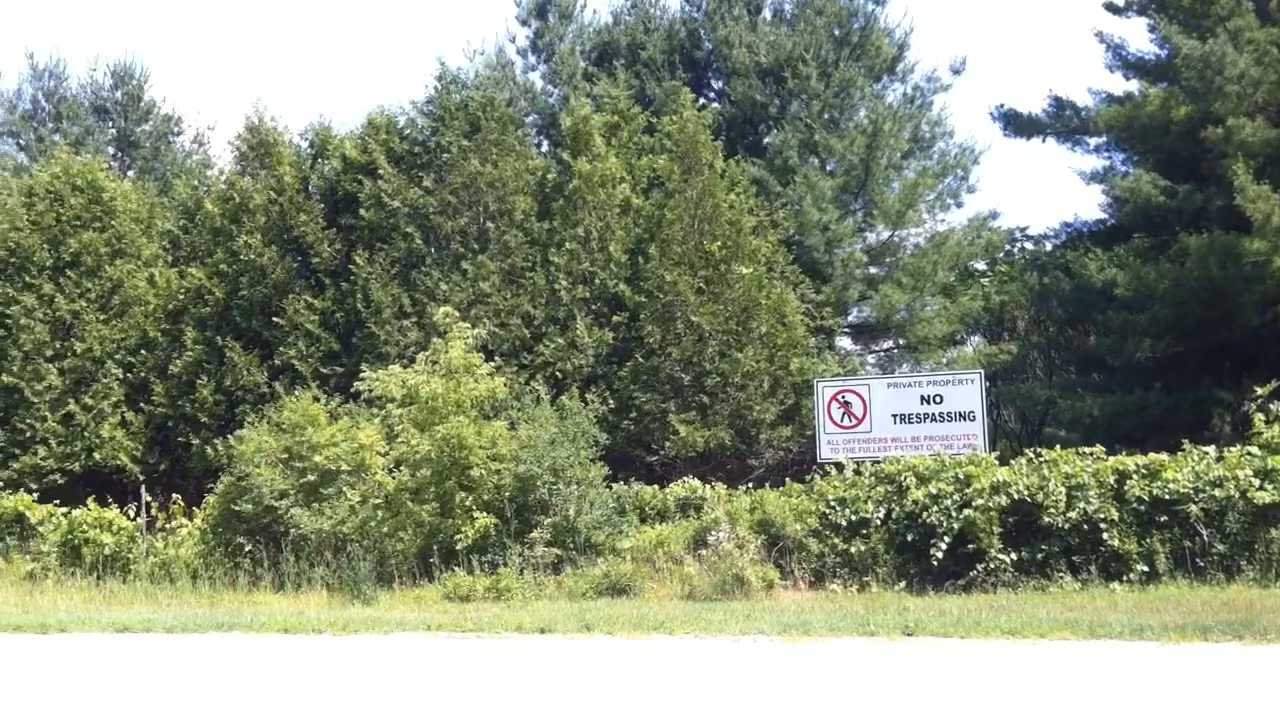 PRIVATE PROPERTY
NO
TRESPASSING
ALL OFFENDERS WILL BE PROSECUTED
TO THE FULLEST EXTENT OF THE LAW